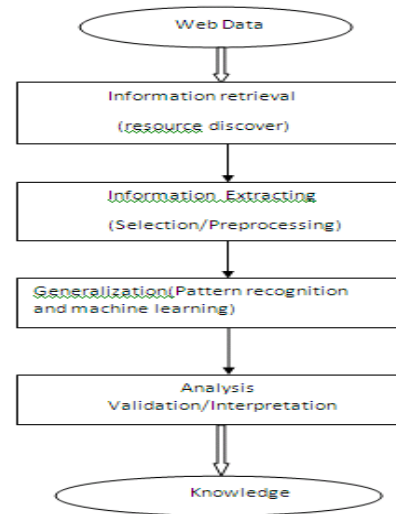 Web Data
Information retrieval
(resource discover)
Information Extracting
(Selection/Preprocessing)
Generalization(Pattern recognition
and machine learning)
Analysis
Validation/Interpretation
Knowledge